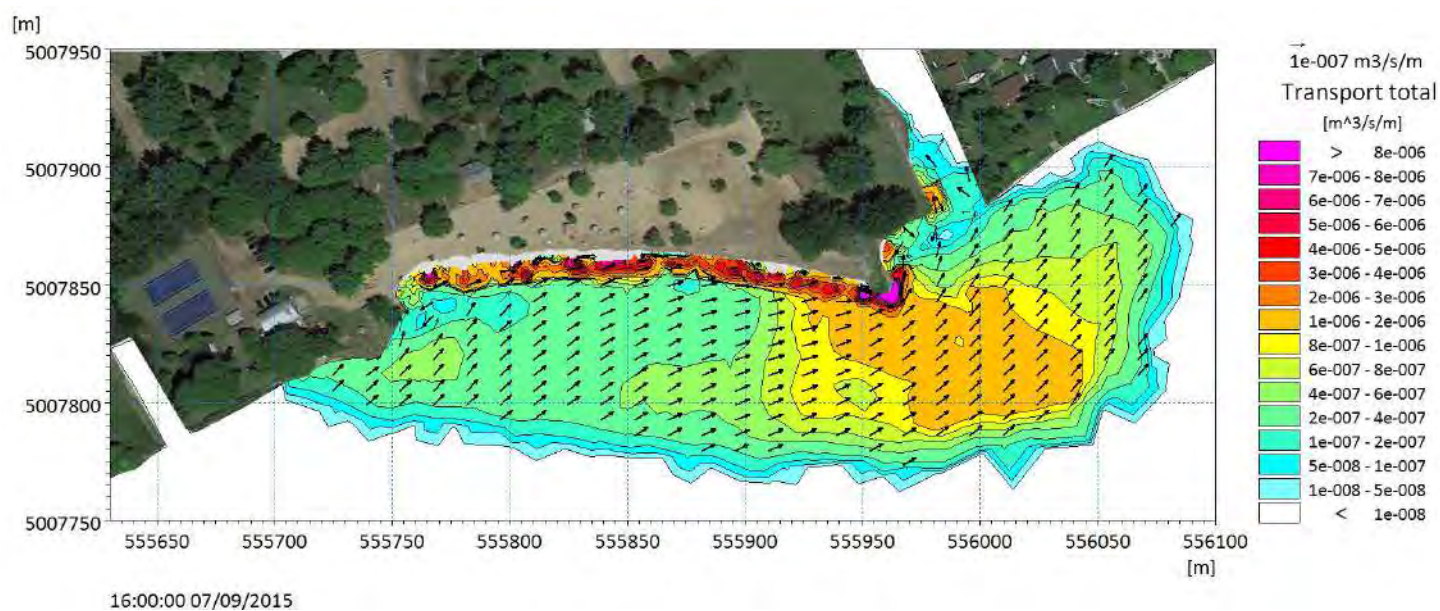 [m]
5007950
5007900
5007850
5007800
5007750
555650 555700 555750 555800 555850 555900 555950 556000 556050 556100
[m]
16:00:00 07/09/2015
1e-007 m3/s/m
Transport total
[m^3/s/m]
> 8e-006
7e-006 - 8e-006
6e-006 - 7e-006
5e-006 - 6e-006
4e-006 - 5e-006
3e-006 - 4e-006
2e-006 - 3e-006
1e-006 - 2e-006
8e-007 - 1e-006
6e-007 - 8e-007
4e-007 - 6e-007
2e-007 - 4e-007
1e-007 - 2e-007
5e-008 - 1e-007
1e-008 - 5e-008
< 1e-008